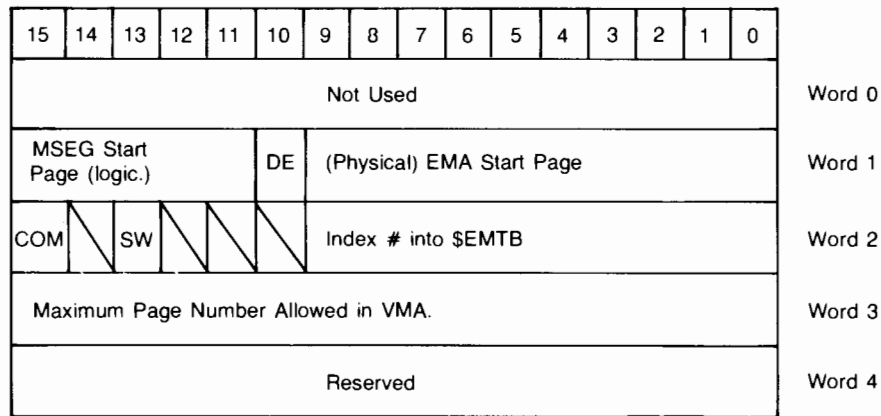 15 14 13 12 11 10 9 8 7 6 5 4 3 2 1 0
Not Used Word 0
MSEG Start
Page (logic.) DE (Physical) EMA Start Page Word 1
COM SW Index # into $EMTB Word 2
Maximum Page Number Allowed in VMA. Word 3
Reserved Word 4